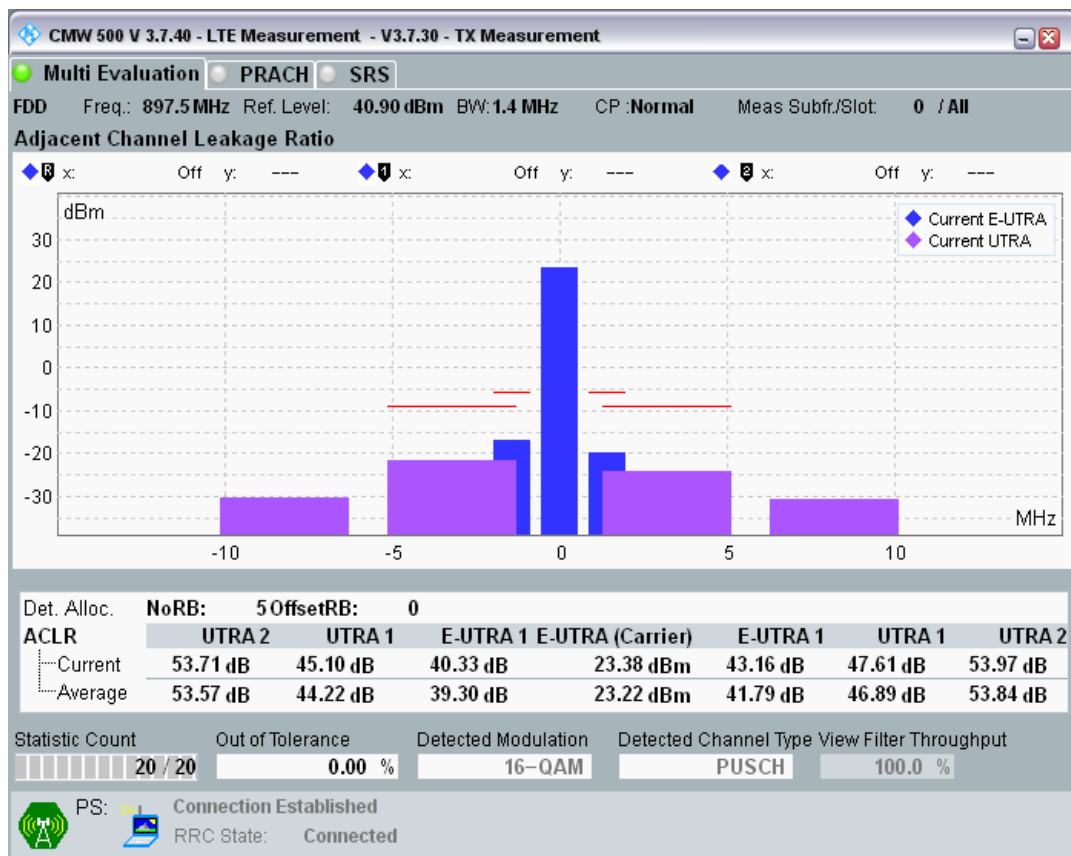 CMW 500 V 3.7.40 - LTE Measurement - V3.7.30 - TX Measurement
Multi Evaluation PRACH SRS
FDD Freq.: 897.5 MHz Ref. Level: 40.90 dBm BW: 1.4 MHz CP :Normal Meas Subfr./Slot: 0 / All
Adjacent Channel Leakage Ratio
R x: Off y: --- 1 x: Off y: --- 2 x: Off y: ---
dBm
Current E-UTRA
Current UTRA
30
20
10
0
-10
-20
-30
MHz
-10 -5 0 5 10
Det. Alloc. NoRB: 5 OffsetRB: 0
ACLR UTRA 2 UTRA 1 E-UTRA 1 E-UTRA (Carrier) E-UTRA 1 UTRA 1 UTRA 2
Current 53.71 dB 45.10 dB 40.33 dB 23.38 dBm 43.16 dB 47.61 dB 53.97 dB
Average 53.57 dB 44.22 dB 39.30 dB 23.22 dBm 41.79 dB 46.89 dB 53.84 dB
Statistic Count Out of Tolerance Detected Modulation Detected Channel Type View Filter Throughput
20 / 20 0.00 % 16-QAM PUSCH 100.0 %
PS: Connection Established
RRC State: Connected